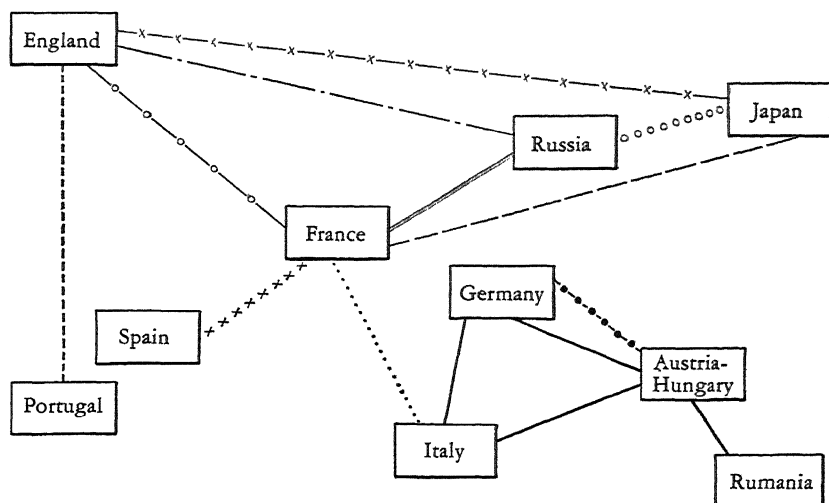 England
Japan
Russia
France
Germany
Spain
Austria-
Hungary
Portugal
Italy
Rumania